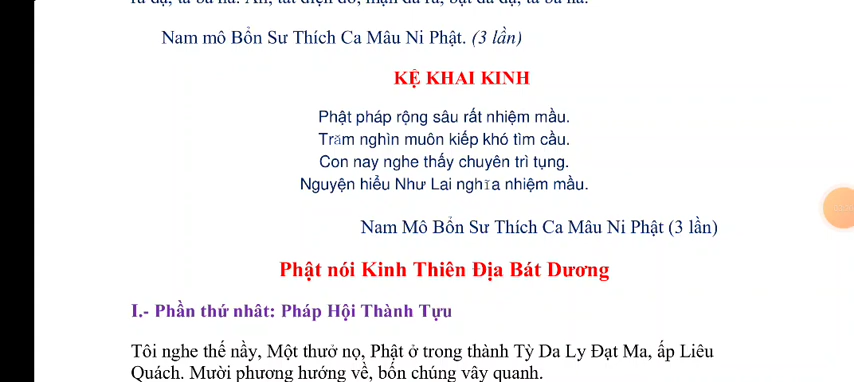 Nam mô Bổn Sư Thích Ca Mâu Ni Phật. (3 lần)
KỆ KHAI KINH
Phật pháp rộng sâu rất nhiệm mầu.
Trăm nghìn muôn kiếp khó tìm cầu.
Con nay nghe thấy chuyên trì tụng.
Nguyện hiểu Như Lai nghĩa nhiệm mầu.
Nam Mô Bổn Sư Thích Ca Mâu Ni Phật (3 lần)
Phật nói Kinh Thiên Địa Bát Dương
I.- Phần thứ nhât: Pháp Hội Thành Tựu
Tôi nghe thế nầy, Một thuở nọ, Phật ở trong thành Tỳ Da Ly Đạt Ma, ấp Liêu
Quách. Mười phương hướng về, bốn chúng vây quanh.